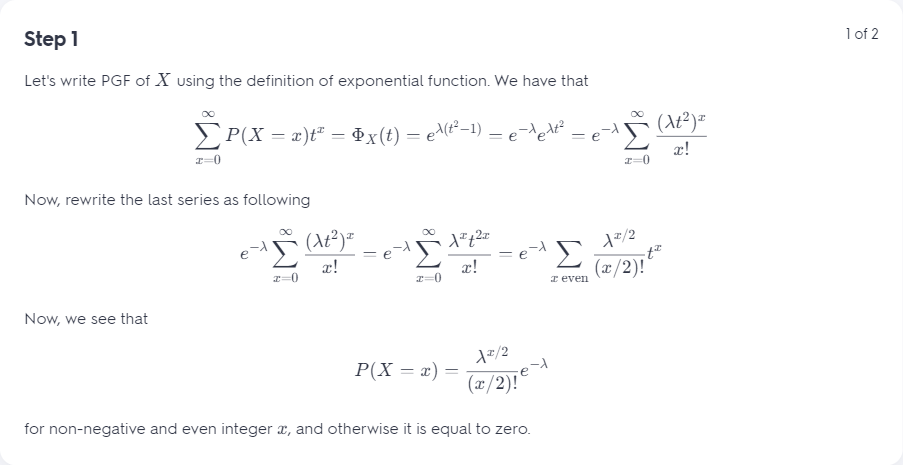 Step 1
1 of 2
Let's write PGF of X using the definition of exponential function. We have that
$\sum_{x=0}^{\infty} P(X = x)t^x = \Phi_X(t) = e^{\lambda(t^2-1)} = e^{-\lambda}e^{\lambda t^2} = e^{-\lambda} \sum_{x=0}^{\infty} \frac{(\lambda t^2)^x}{x!}$
Now, rewrite the last series as following
$e^{-\lambda} \sum_{x=0}^{\infty} \frac{(\lambda t^2)^x}{x!} = e^{-\lambda} \sum_{x=0}^{\infty} \frac{\lambda^x t^{2x}}{x!} = e^{-\lambda} \sum_{x \text{ even}} \frac{\lambda^{x/2}}{(x/2)!} t^x$
Now, we see that
$P(X = x) = \frac{\lambda^{x/2}}{(x/2)!} e^{-\lambda}$
for non-negative and even integer x, and otherwise it is equal to zero.